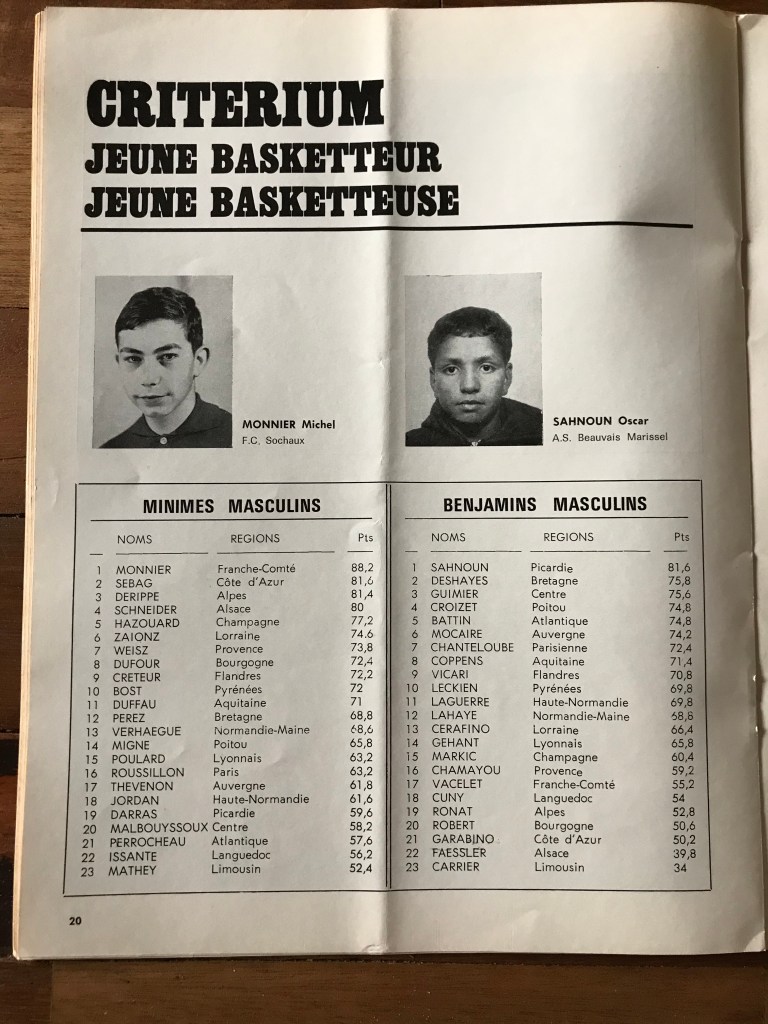 CRITERIUM
JEUNE BASKETTEUR
JEUNE BASKETTEUSE
MONNIER Michel
F.C. Sochaux
SAHNOUN Oscar
A.S. Beauvais Marissel
MINIMES MASCULINS
NOMS REGIONS Pts
1 MONNIER Franche-Comté 88,2
2 SEBAG Côte d'Azur 81,6
3 DERIPPE Alpes 81,4
4 SCHNEIDER Alsace 80
5 HAZOUARD Champagne 77,2
6 ZAIONZ Lorraine 74.6
7 WEISZ Provence 73,8
8 DUFOUR Bourgogne 72,4
9 CRETEUR Flandres 72,2
10 BOST Pyrénées 72
11 DUFFAU Aquitaine 71
12 PEREZ Bretagne 68,8
13 VERHAEGUE Normandie-Maine 68,6
14 MIGNE Poitou 65,8
15 POULARD Lyonnais 63,2
16 ROUSSILLON Paris 63,2
17 THEVENON Auvergne 61,8
18 JORDAN Haute-Normandie 61,6
19 DARRAS Picardie 59,6
20 MALBOUYSSOUX Centre 58,2
21 PERROCHEAU Atlantique 57,6
22 ISSANTE Languedoc 56,2
23 MATHEY Limousin 52,4
BENJAMINS MASCULINS
NOMS REGIONS Pts
1 SAHNOUN Picardie 81,6
2 DESHAYES Bretagne 75,8
3 GUIMIER Centre 75,6
4 CROIZET Poitou 74,8
5 BATTIN Atlantique 74,8
6 MOCAIRE Auvergne 74,2
7 CHANTELOUBE Parisienne 72,4
8 COPPENS Aquitaine 71,4
9 VICARI Flandres 70,8
10 LECKIEN Pyrénées 69,8
11 LAGUERRE Haute-Normandie 69,8
12 LAHAYE Normandie-Maine 68,8
13 CERAFINO Lorraine 66,4
14 GEHANT Lyonnais 65,8
15 MARKIC Champagne 60,4
16 CHAMAYOU Provence 59,2
17 VACELET Franche-Comté 55,2
18 CUNY Languedoc 54
19 RONAT Alpes 52,8
20 ROBERT Bourgogne 50,6
21 GARABINO Côte d'Azur 50,2
22 FAESSLER Alsace 39,8
23 CARRIER Limousin 34
20